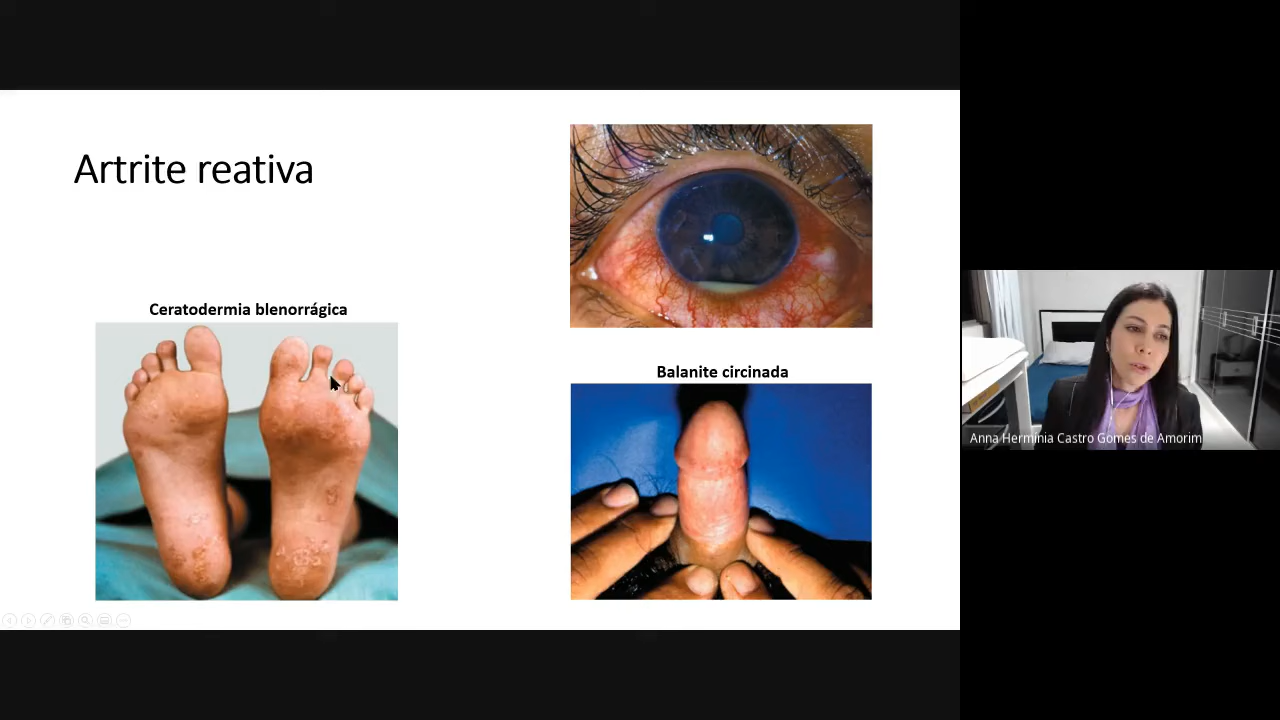 Artrite reativa
Ceratodermia blenorrágica
Balanite circinada
Anna Hermínia Castro Gomes de Amorim